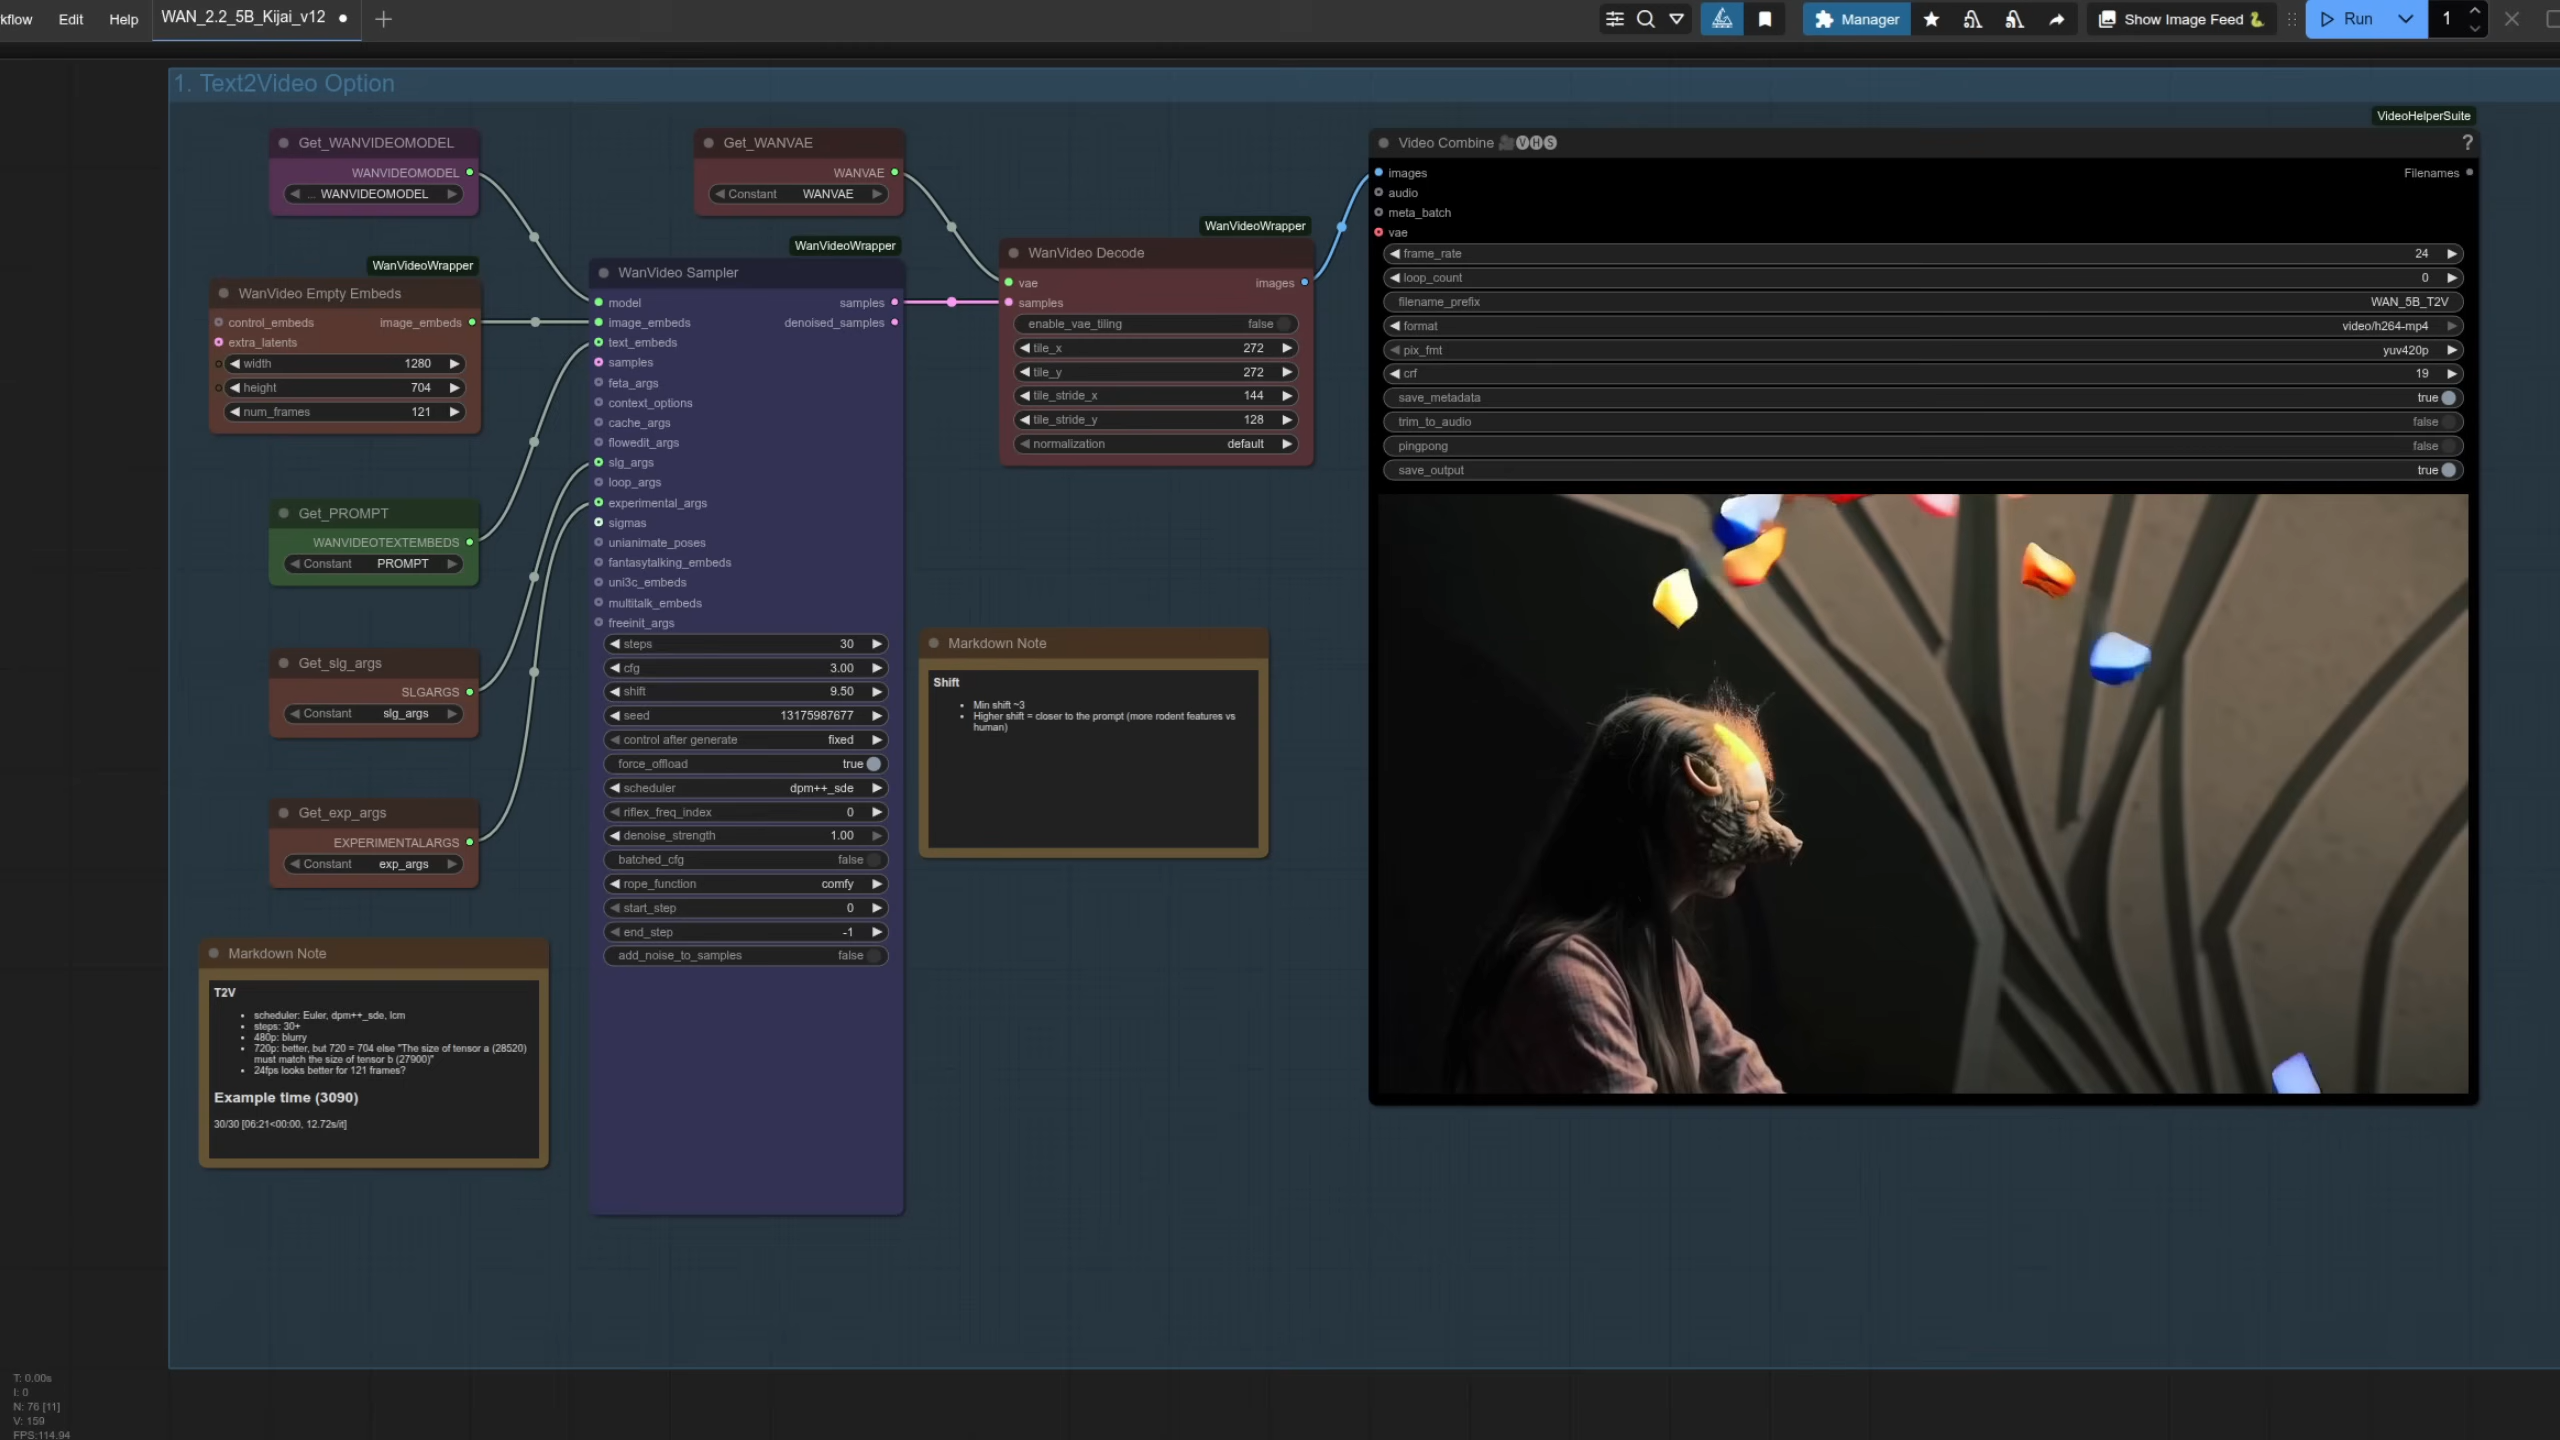 kflow Edit Help WAN_2.2_5B_Kijai_v12
Manager Show Image Feed Run 1
1. Text2Video Option
VideoHelperSuite
Get_WANVIDEOMODEL
WANVIDEOMODEL
... WANVIDEOMODEL
Get_WANVAE
WANVAE
Constant WANVAE
WanVideoWrapper
WanVideo Empty Embeds
control_embeds image_embeds
extra_latents
width 1280
height 704
num_frames 121
Get_PROMPT
WANVIDEOTEXTEMBEDS
Constant PROMPT
Get_slg_args
SLGARGS
Constant slg_args
Get_exp_args
EXPERIMENTALARGS
Constant exp_args
Markdown Note
T2V
scheduler: Euler, dpm++_sde, lcm
steps: 30+
480p: blurry
720p: better, but 720 = 704 else "The size of tensor a (28520)
must match the size of tensor b (27900)"
24fps looks better for 121 frames?
Example time (3090)
30/30 [06:21<00:00, 12.72s/it]
WanVideoWrapper
WanVideo Sampler
model samples
image_embeds denoised_samples
text_embeds
samples
feta_args
context_options
cache_args
flowedit_args
slg_args
loop_args
experimental_args
sigmas
unianimate_poses
fantasytalking_embeds
uni3c_embeds
multitalk_embeds
freeinit_args
steps 30
cfg 3.00
shift 9.50
seed 13175987677
control after generate fixed
force_offload true
scheduler dpm++_sde
riflex_freq_index 0
denoise_strength 1.00
batched_cfg false
rope_function comfy
start_step 0
end_step -1
add_noise_to_samples false
WanVideoWrapper
WanVideo Decode
vae images
samples
enable_vae_tiling false
tile_x 272
tile_y 272
tile_stride_x 144
tile_stride_y 128
normalization default
Markdown Note
Shift
Min shift ~3
Higher shift = closer to the prompt (more rodent features vs
human)
Video Combine VHS ?
images Filenames
audio
meta_batch
vae
frame_rate 24
loop_count 0
filename_prefix WAN_5B_T2V
format video/h264-mp4
pix_fmt yuv420p
crf 19
save_metadata true
trim_to_audio false
pingpong false
save_output true
T: 0.00s
I: 0
N: 76 [11]
V: 159
FPS:114.94